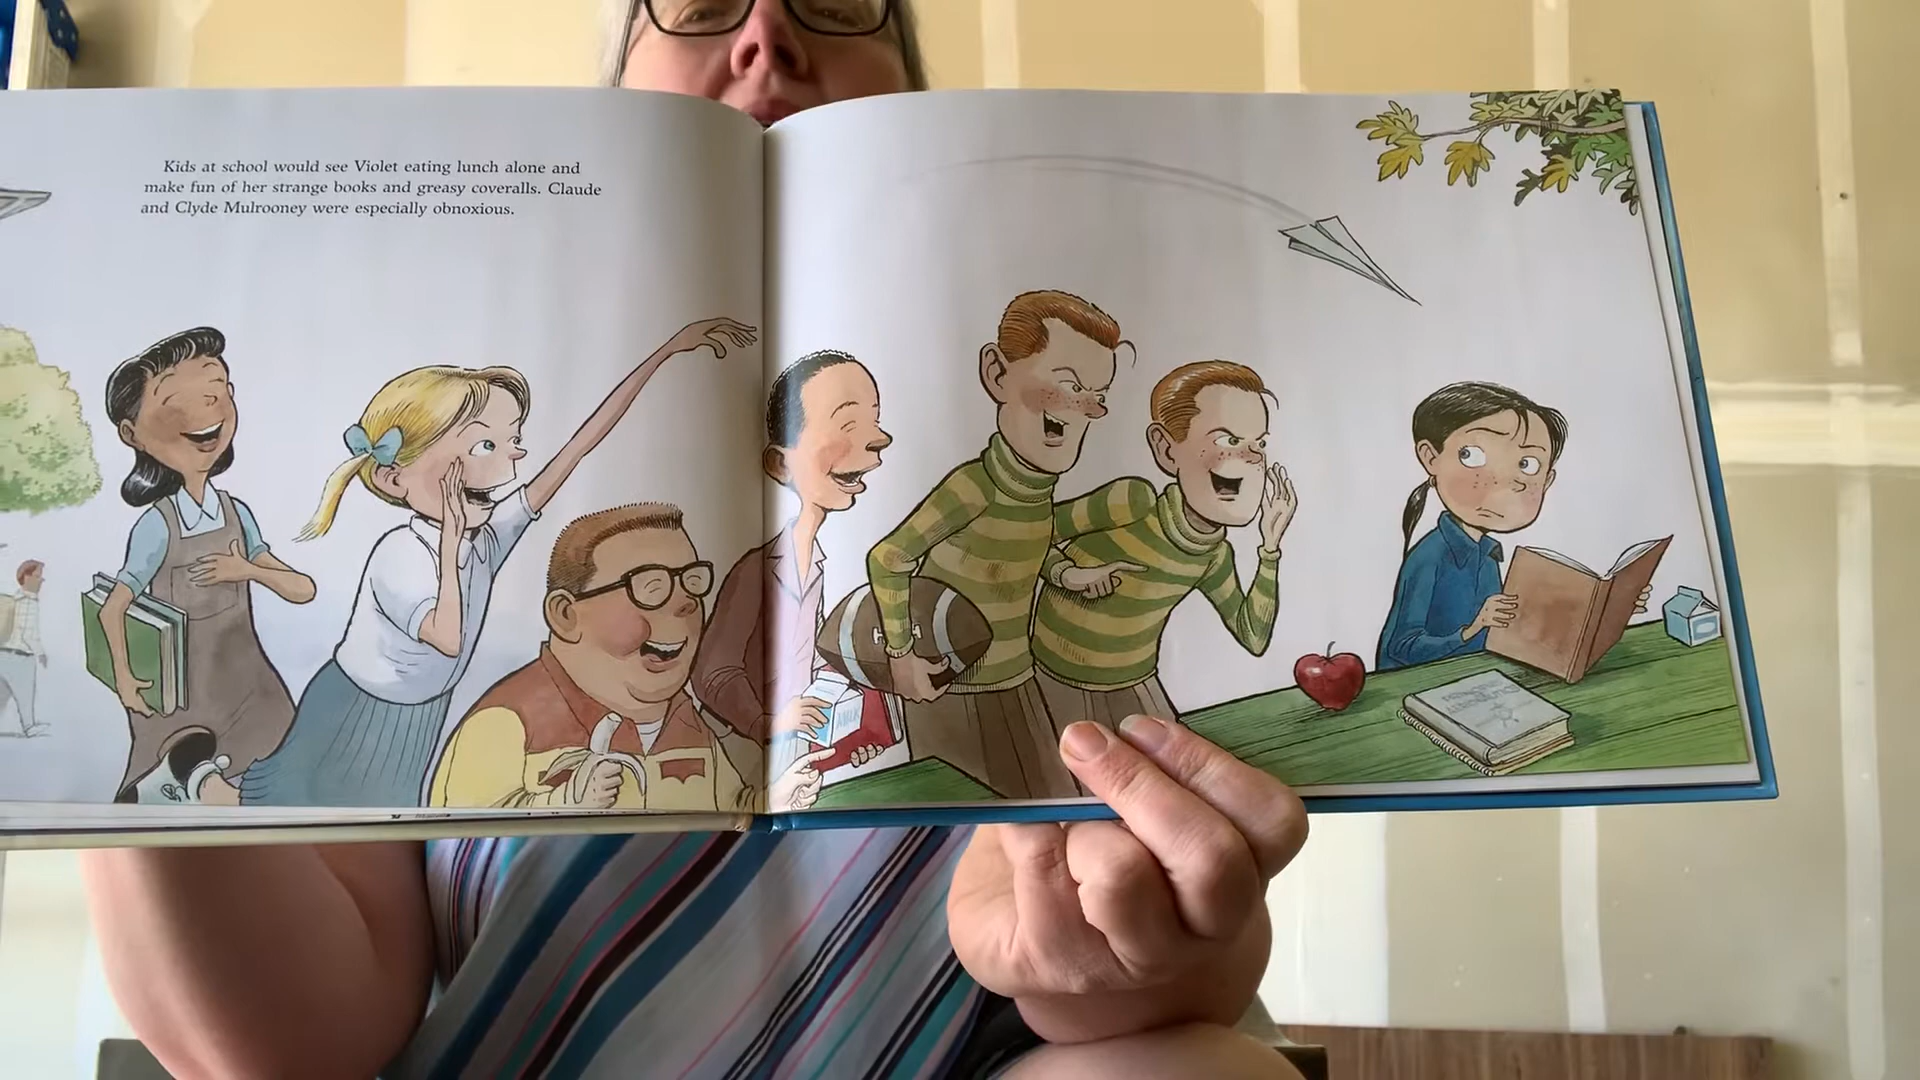 Kids at school would see Violet eating lunch alone and
make fun of her strange books and greasy coveralls. Claude
and Clyde Mulrooney were especially obnoxious.
MILK